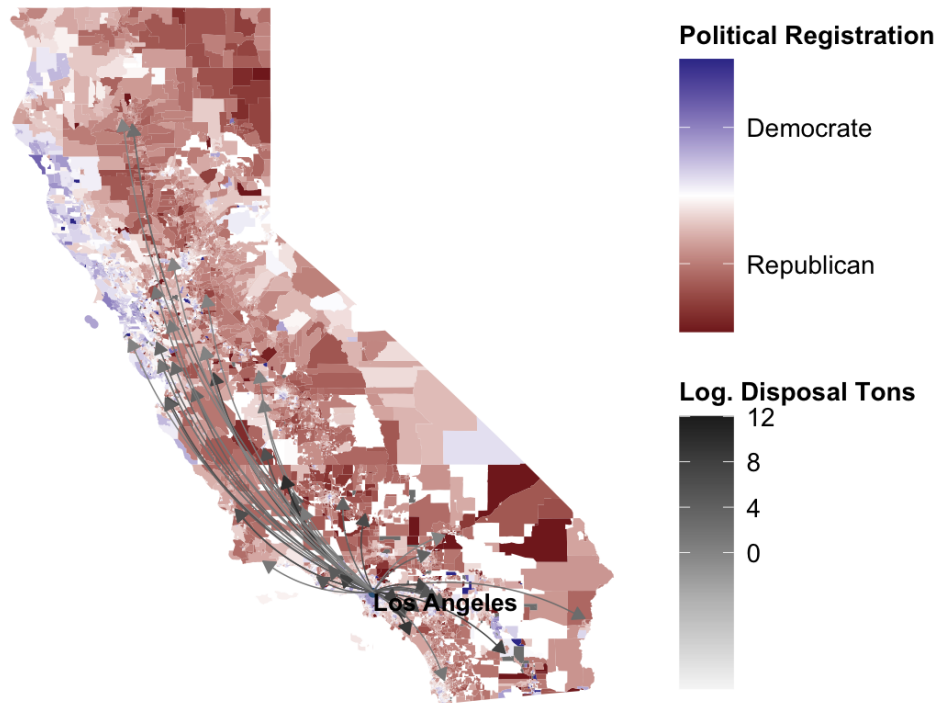 Political Registration
Democrate
Republican
Log. Disposal Tons
12
8
4
0
Los Angeles